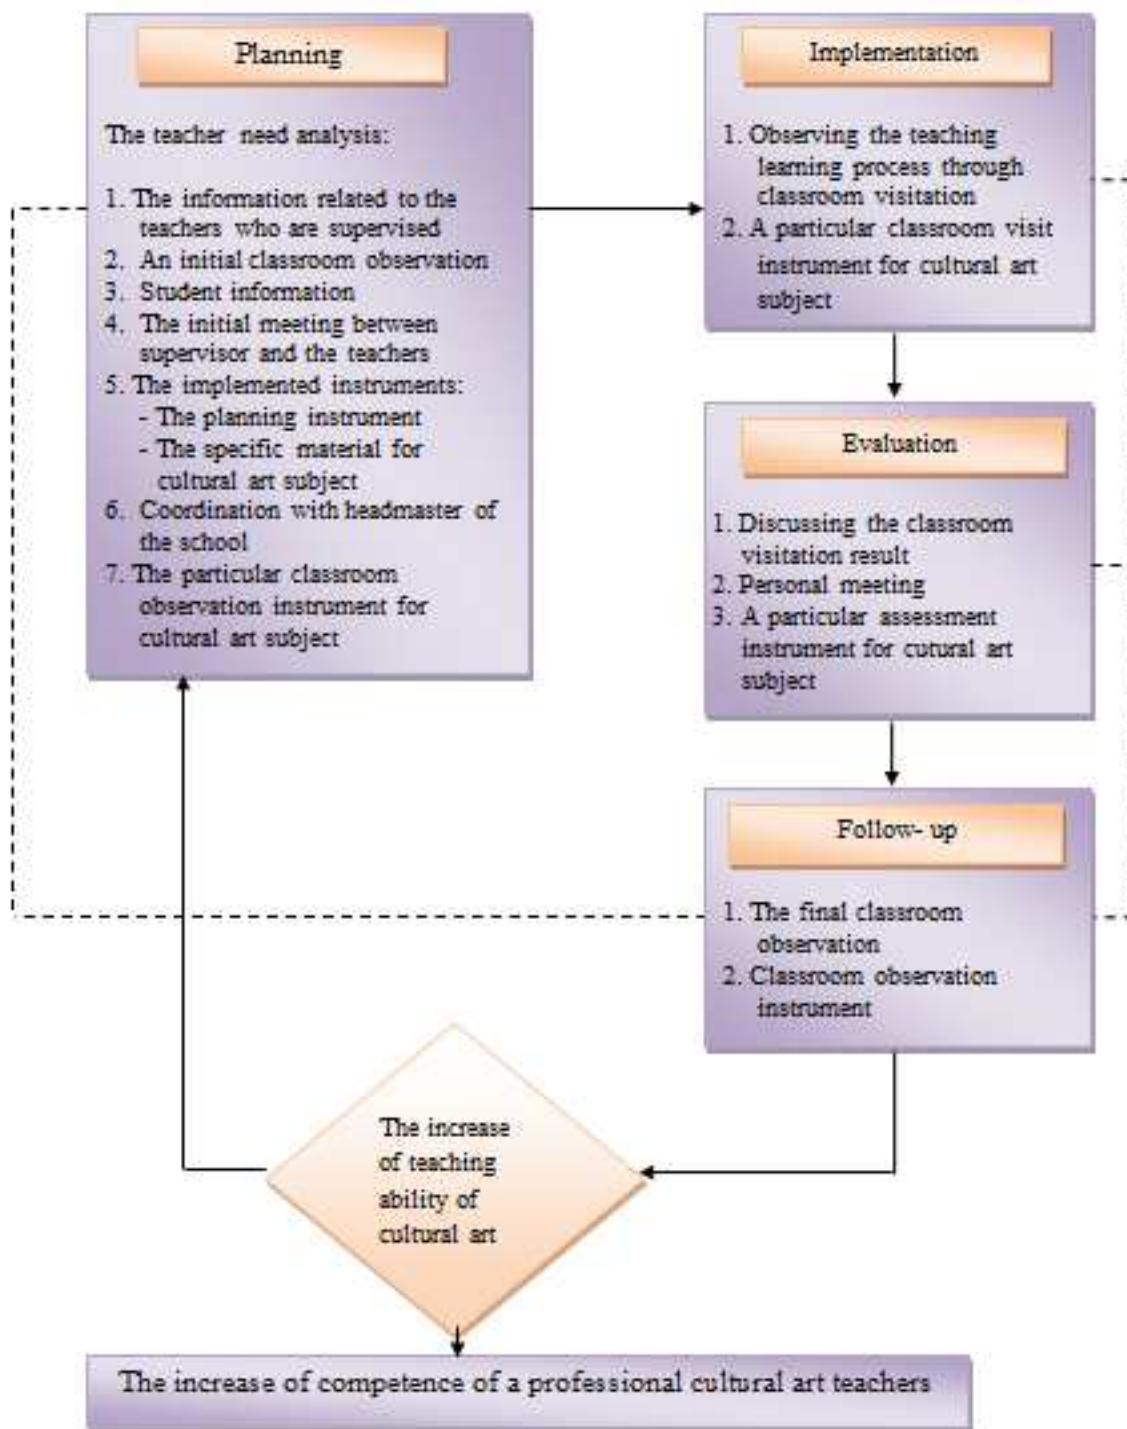 Planning
The teacher need analysis:
1. The information related to the
teachers who are supervised
2. An initial classroom observation
3. Student information
4. The initial meeting between
supervisor and the teachers
5. The implemented instruments:
- The planning instrument
- The specific material for
cultural art subject
6. Coordination with headmaster of
the school
7. The particular classroom
observation instrument for
cultural art subject
Implementation
1. Observing the teaching
learning process through
classroom visitation
2. A particular classroom visit
instrument for cultural art
subject
Evaluation
1. Discussing the classroom
visitation result
2. Personal meeting
3. A particular assessment
instrument for cutural art
subject
Follow- up
1. The final classroom
observation
2. Classroom observation
instrument
The increase
of teaching
ability of
cultural art
The increase of competence of a professional cultural art teachers